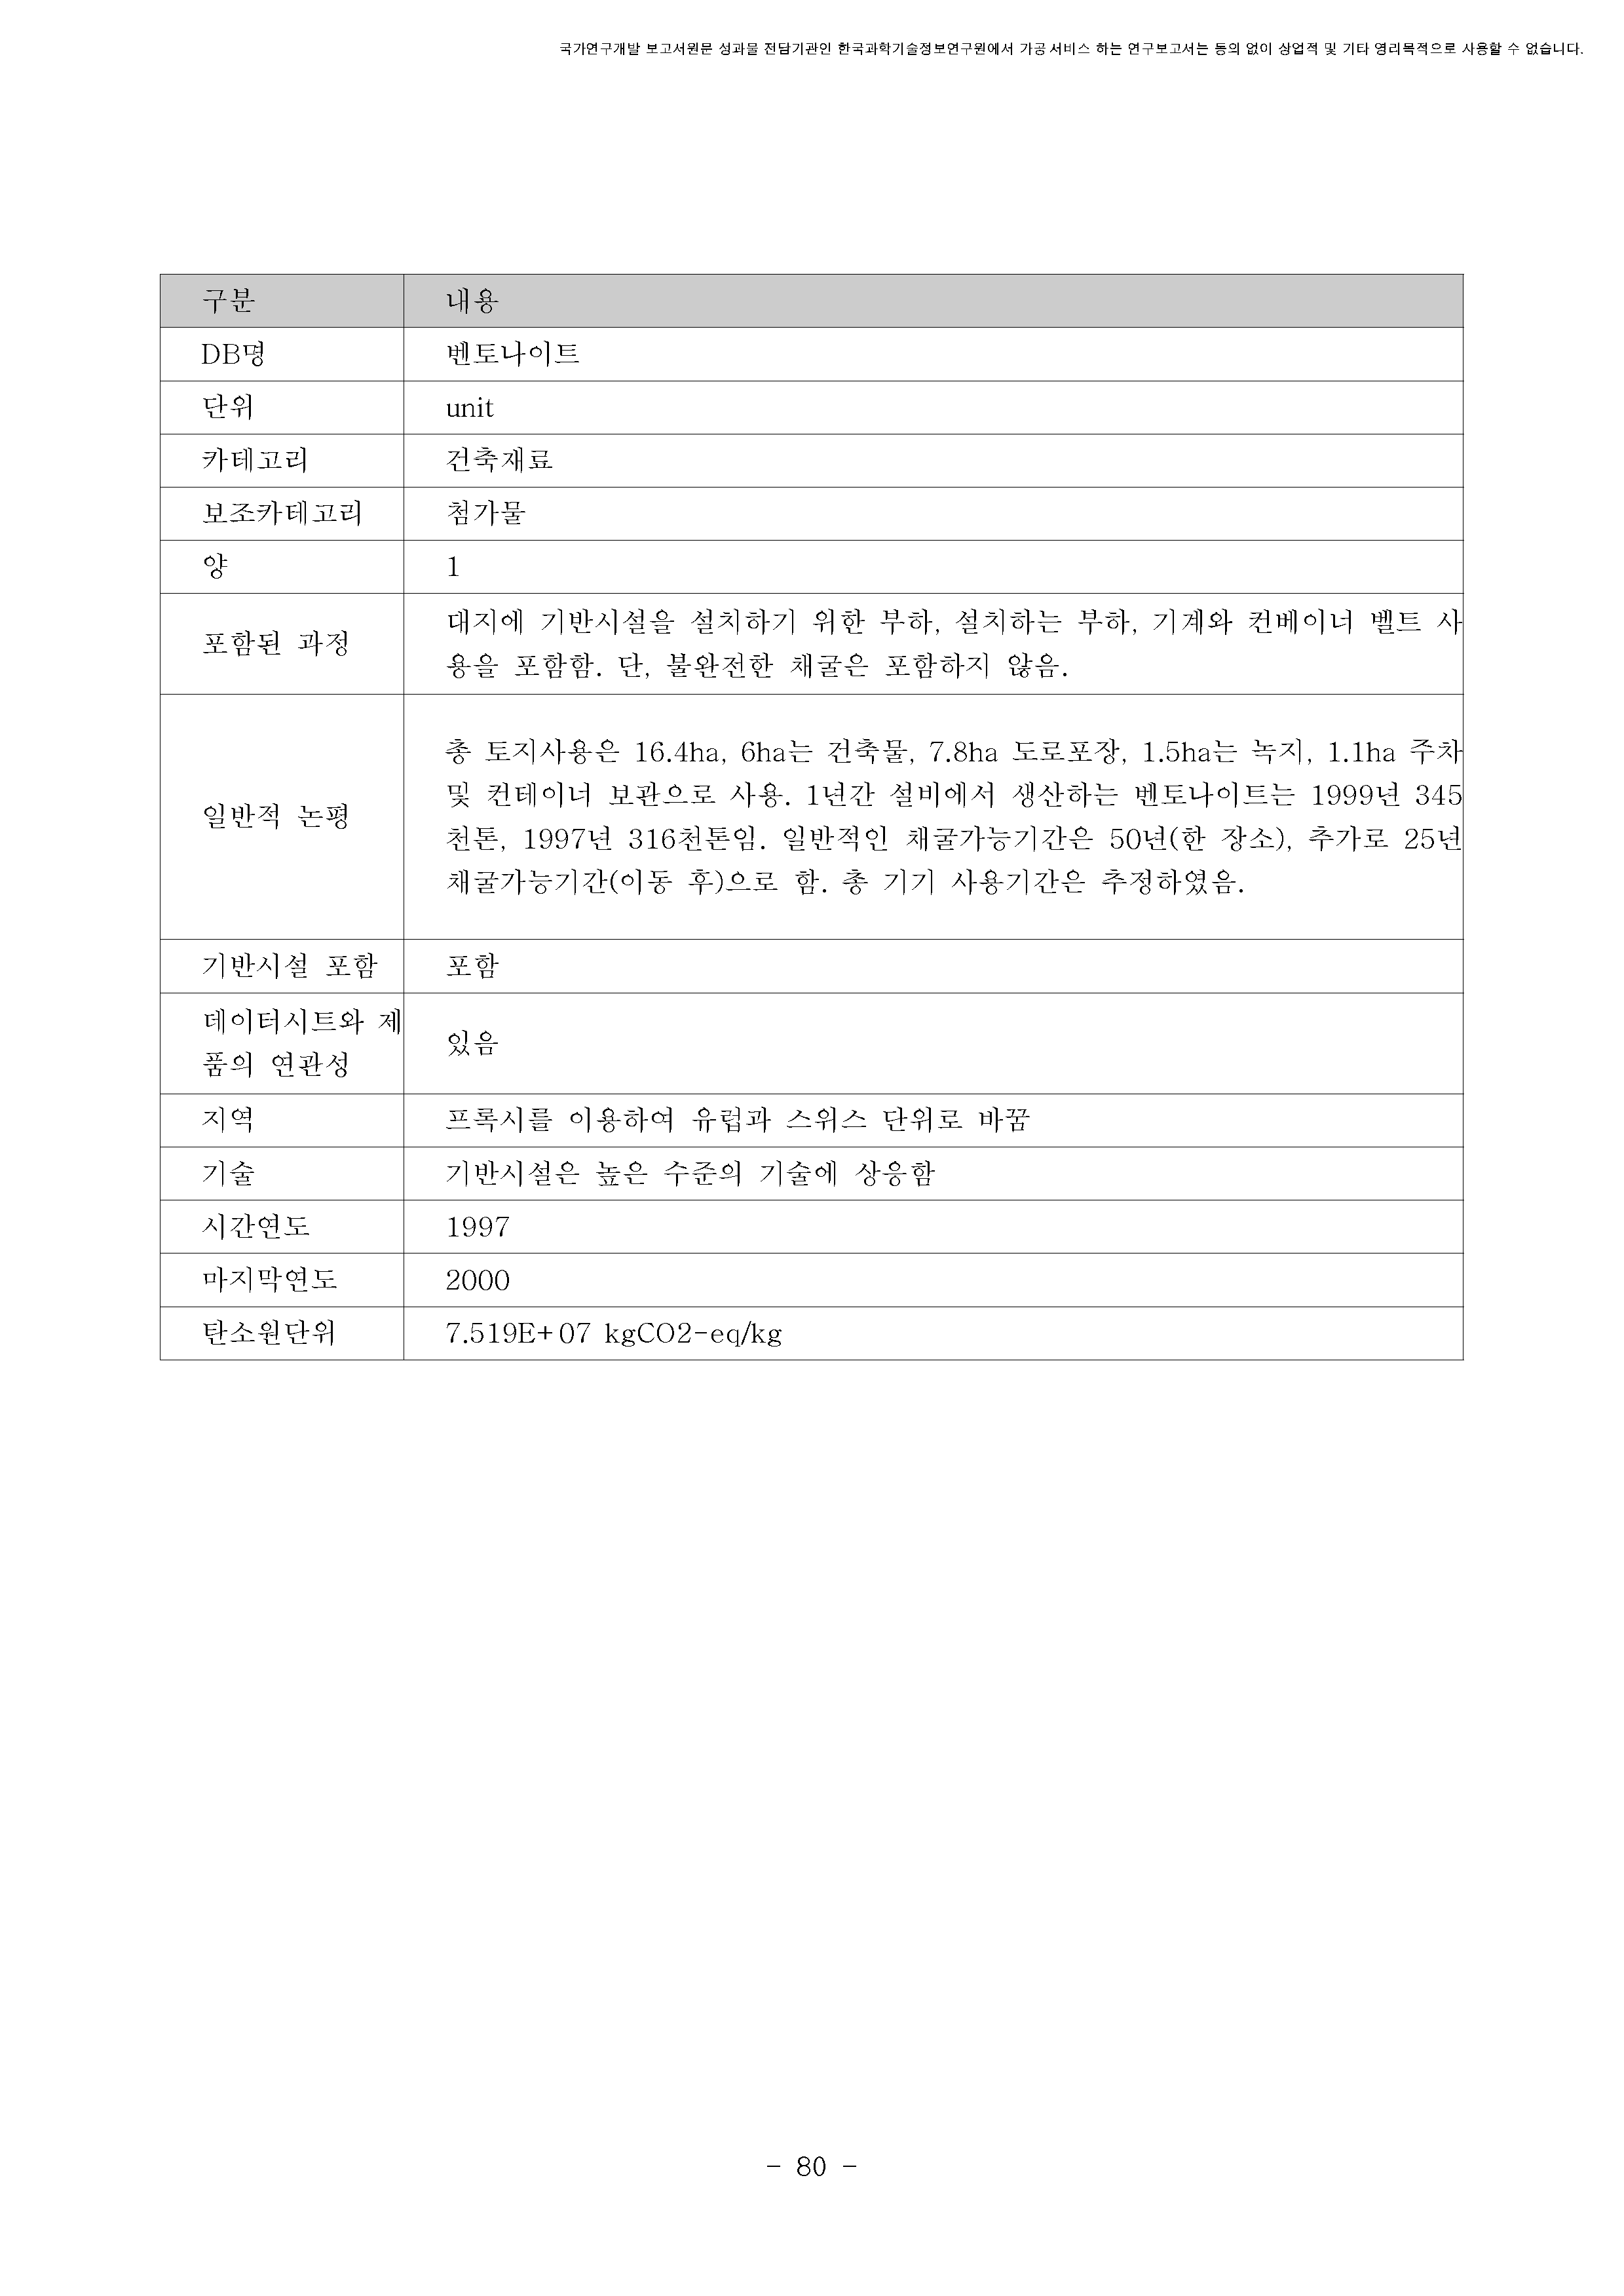 국가연구개발 보고서원문 성과물 전담기관인 한국과학기술정보연구원에서 가공·서비스 하는 연구보고서는 동의 없이 상업적 및 기타 영리목적으로 사용할 수 없습니다.
구분 내용
DB명 벤토나이트
단위 unit
카테고리 건축재료
보조카테고리 첨가물
양 1
포함된 과정
대지에 기반시설을 설치하기 위한 부하, 설치하는 부하, 기계와 컨베이너 벨트 사
용을 포함함. 단, 불완전한 채굴은 포함하지 않음.
일반적 논평
총 토지사용은 16.4ha, 6ha는 건축물, 7.8ha 도로포장, 1.5ha는 녹지, 1.1ha 주차
및 컨테이너 보관으로 사용. 1년간 설비에서 생산하는 벤토나이트는 1999년 345
천톤, 1997년 316천톤임. 일반적인 채굴가능기간은 50년(한 장소), 추가로 25년
채굴가능기간(이동 후)으로 함. 총 기기 사용기간은 추정하였음.
기반시설 포함 포함
데이터시트와 제
품의 연관성
있음
지역 프록시를 이용하여 유럽과 스위스 단위로 바꿈
기술 기반시설은 높은 수준의 기술에 상응함
시간연도 1997
마지막연도 2000
탄소원단위 7.519E+07 kgCO2-eq/kg
- 80 -